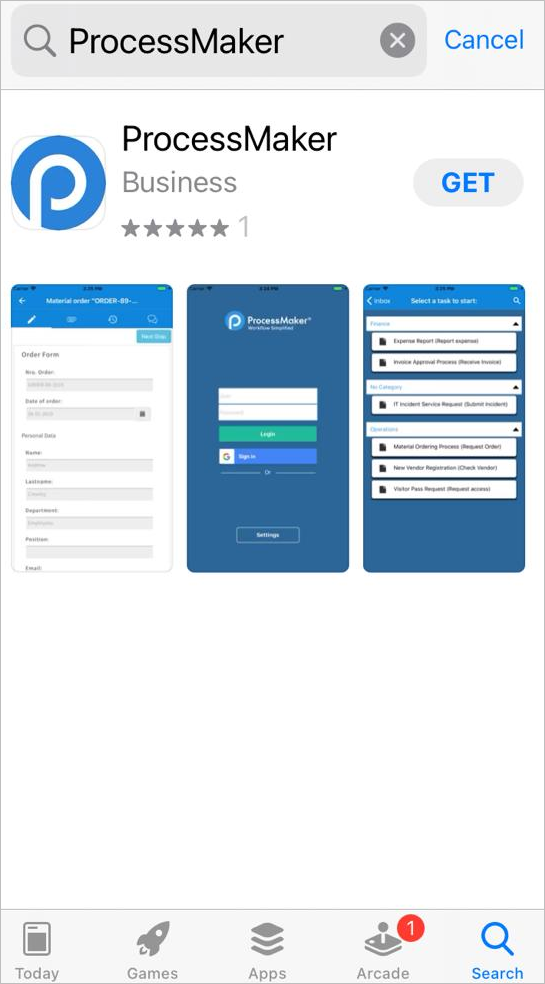 ProcessMaker
Cancel
ProcessMaker
Business
GET
1
Material order "ORDER-89-...
Next Step
Order Form
Nro. Order:
Date of order:
Personal Data
Name:
Lastname:
Department:
Employees
Position:
Email:
ProcessMaker
Workflow Simplified
User
Password
Login
G Sign in
Or
Settings
Inbox
Select a task to start:
Finance
Expense Report (Report expense)
Invoice Approval Process (Receive Invoice)
No Category
IT Incident Service Request (Submit Incident)
Operations
Material Ordering Process (Request Order)
New Vendor Registration (Check Vendor)
Visitor Pass Request (Request access)
1
Today
Games
Apps
Arcade
Search